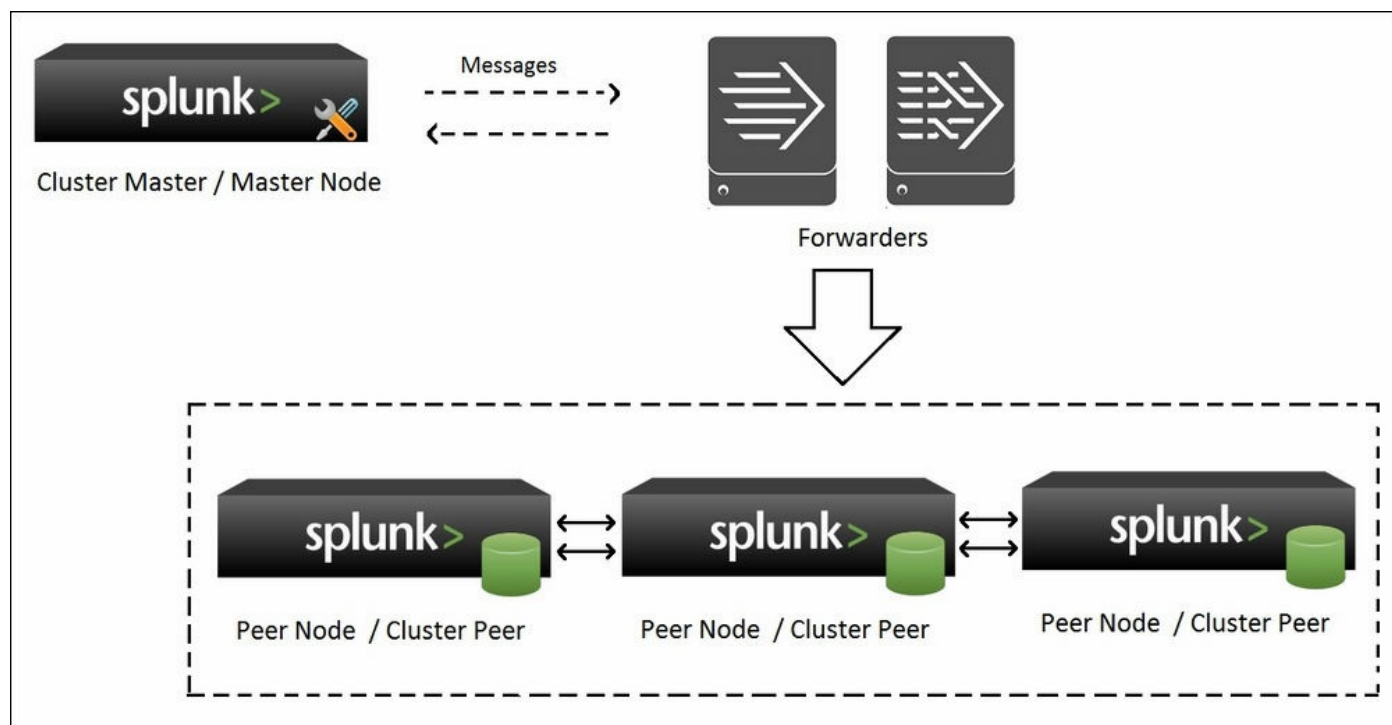 splunk>
Messages
Cluster Master / Master Node
Forwarders
splunk>
splunk>
splunk>
Peer Node / Cluster Peer
Peer Node / Cluster Peer
Peer Node / Cluster Peer